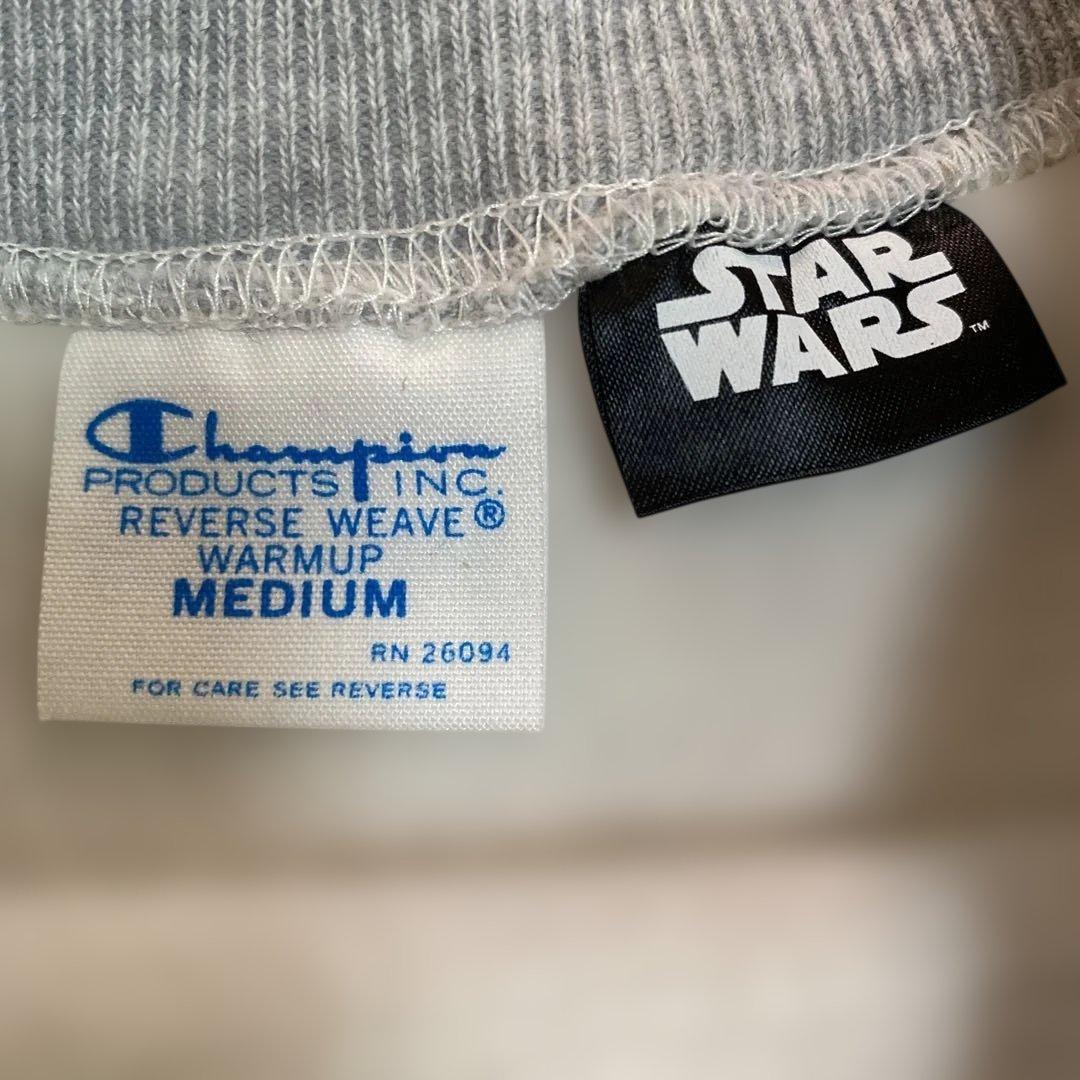 Champion
PRODUCTS INC.
REVERSE WEAVE®
WARMUP
MEDIUM
RN 26094
FOR CARE SEE REVERSE
STAR
WARS™